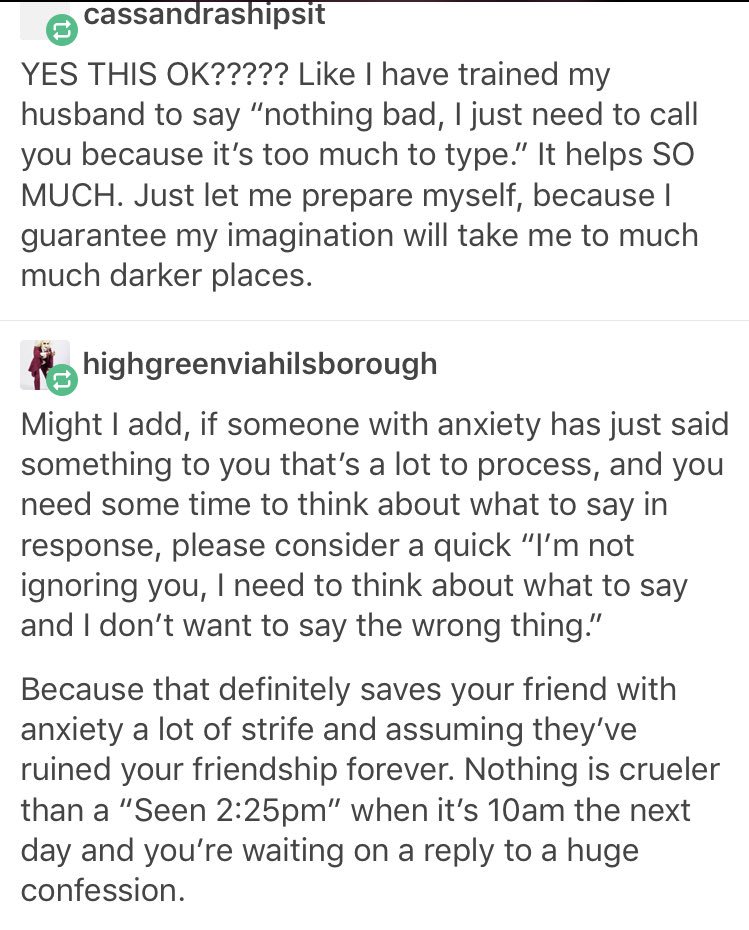 cassandrashipsit
YES THIS OK????? Like I have trained my
husband to say “nothing bad, I just need to call
you because it’s too much to type.” It helps SO
MUCH. Just let me prepare myself, because I
guarantee my imagination will take me to much
much darker places.
highgreenviahilsborough
Might I add, if someone with anxiety has just said
something to you that’s a lot to process, and you
need some time to think about what to say in
response, please consider a quick “I’m not
ignoring you, I need to think about what to say
and I don’t want to say the wrong thing.”
Because that definitely saves your friend with
anxiety a lot of strife and assuming they’ve
ruined your friendship forever. Nothing is crueler
than a “Seen 2:25pm” when it’s 10am the next
day and you’re waiting on a reply to a huge
confession.